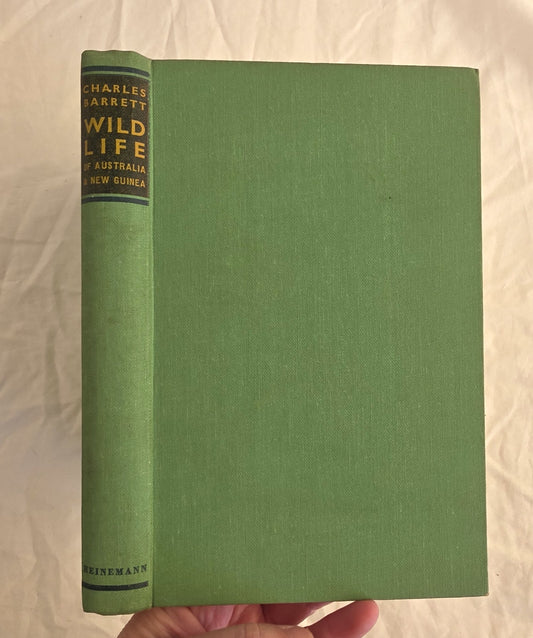 CHARLES
BARRETT
WILD
LIFE
OF AUSTRALIA
& NEW GUINEA
HEINEMANN